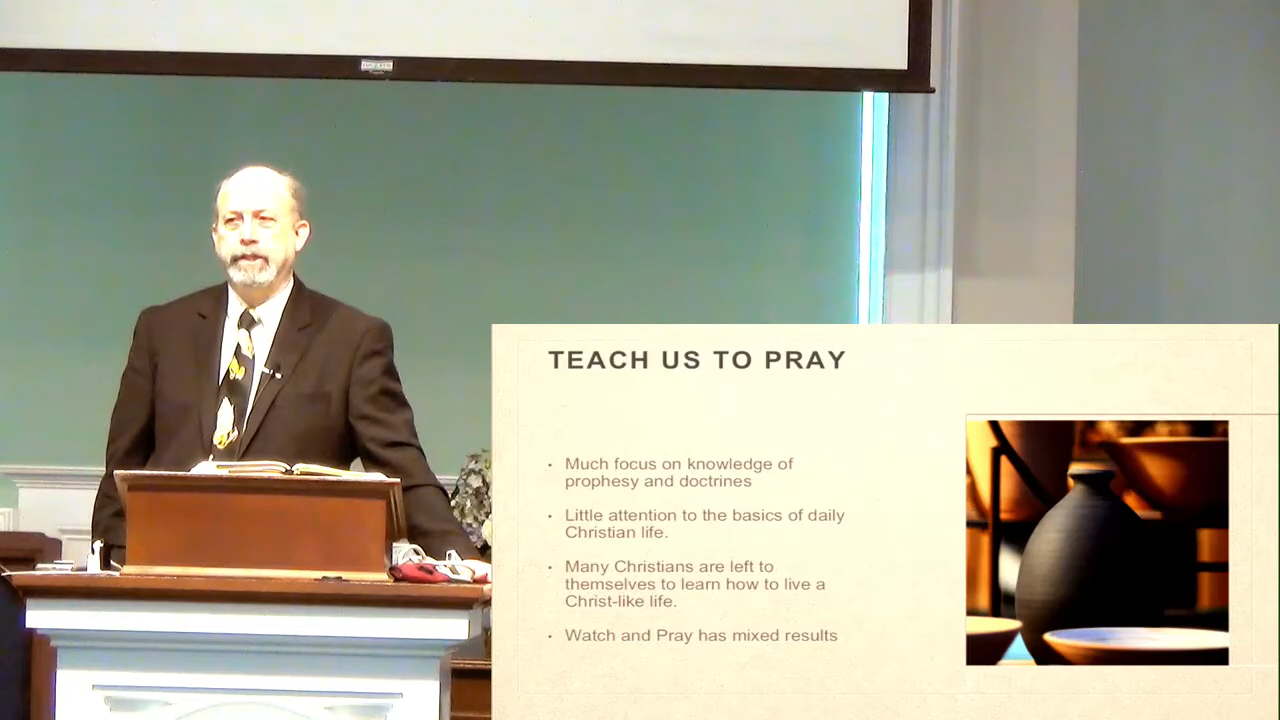 TEACH US TO PRAY
• Much focus on knowledge of
prophesy and doctrines
• Little attention to the basics of daily
Christian life.
• Many Christians are left to
themselves to learn how to live a
Christ-like life.
• Watch and Pray has mixed results